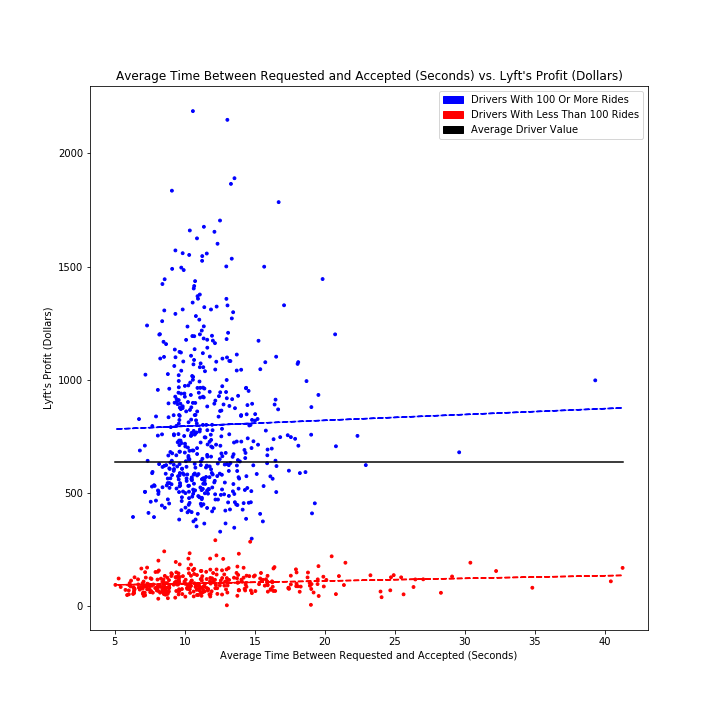 Average Time Between Requested and Accepted (Seconds) vs. Lyft's Profit (Dollars)
Drivers With 100 Or More Rides
Drivers With Less Than 100 Rides
Average Driver Value
2000
1500
1000
500
0
Lyft's Profit (Dollars)
5 10 15 20 25 30 35 40
Average Time Between Requested and Accepted (Seconds)